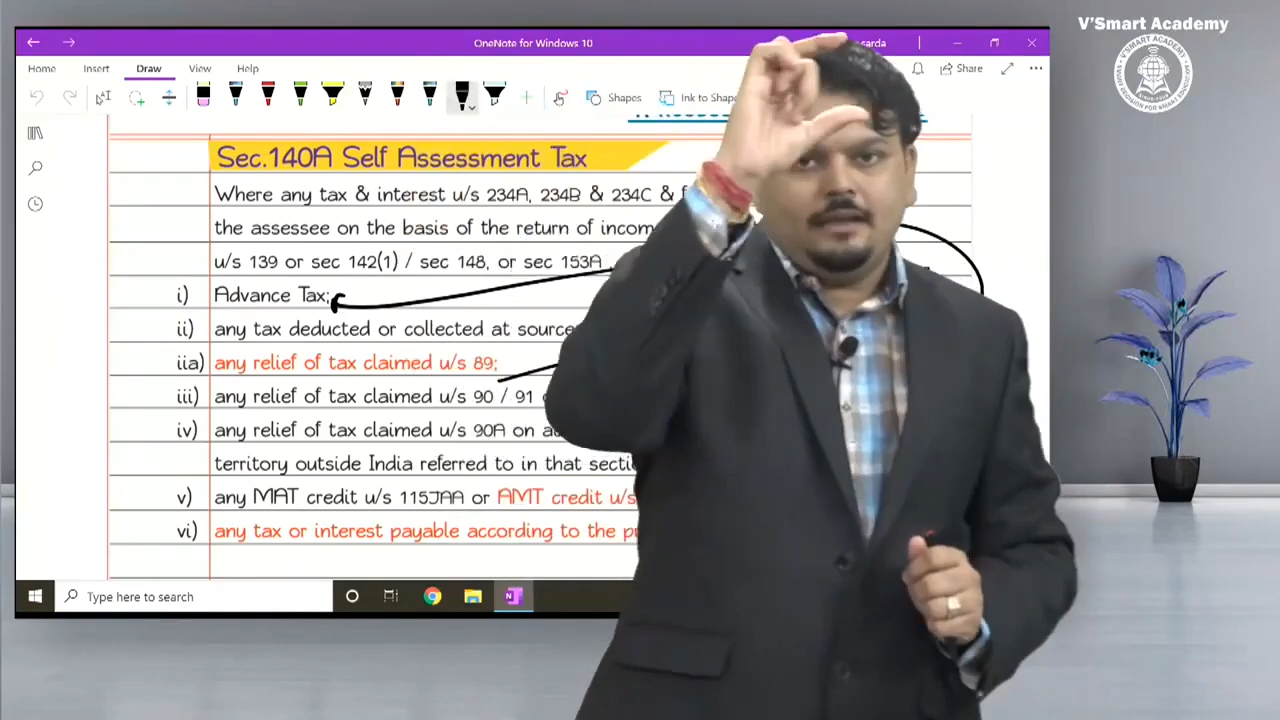 V'Smart Academy
OneNote for Windows 10
carda
Home Insert Draw View Help
Share
Shapes
Ink to Shap
Sec.140A Self Assessment Tax
Where any tax & interest u/s 234A, 234B & 234C &
the assessee on the basis of the return of incom
u/s 139 or sec 142(1) / sec 148, or sec 153A
i) Advance Tax;
ii) any tax deducted or collected at source
iia) any relief of tax claimed u/s 89;
iii) any relief of tax claimed u/s 90 / 91
iv) any relief of tax claimed u/s 90A on
territory outside India referred to in that secti
v) any MAT credit u/s 115JAA or AMT credit u/s
vi) any tax or interest payable according to the
Type here to search